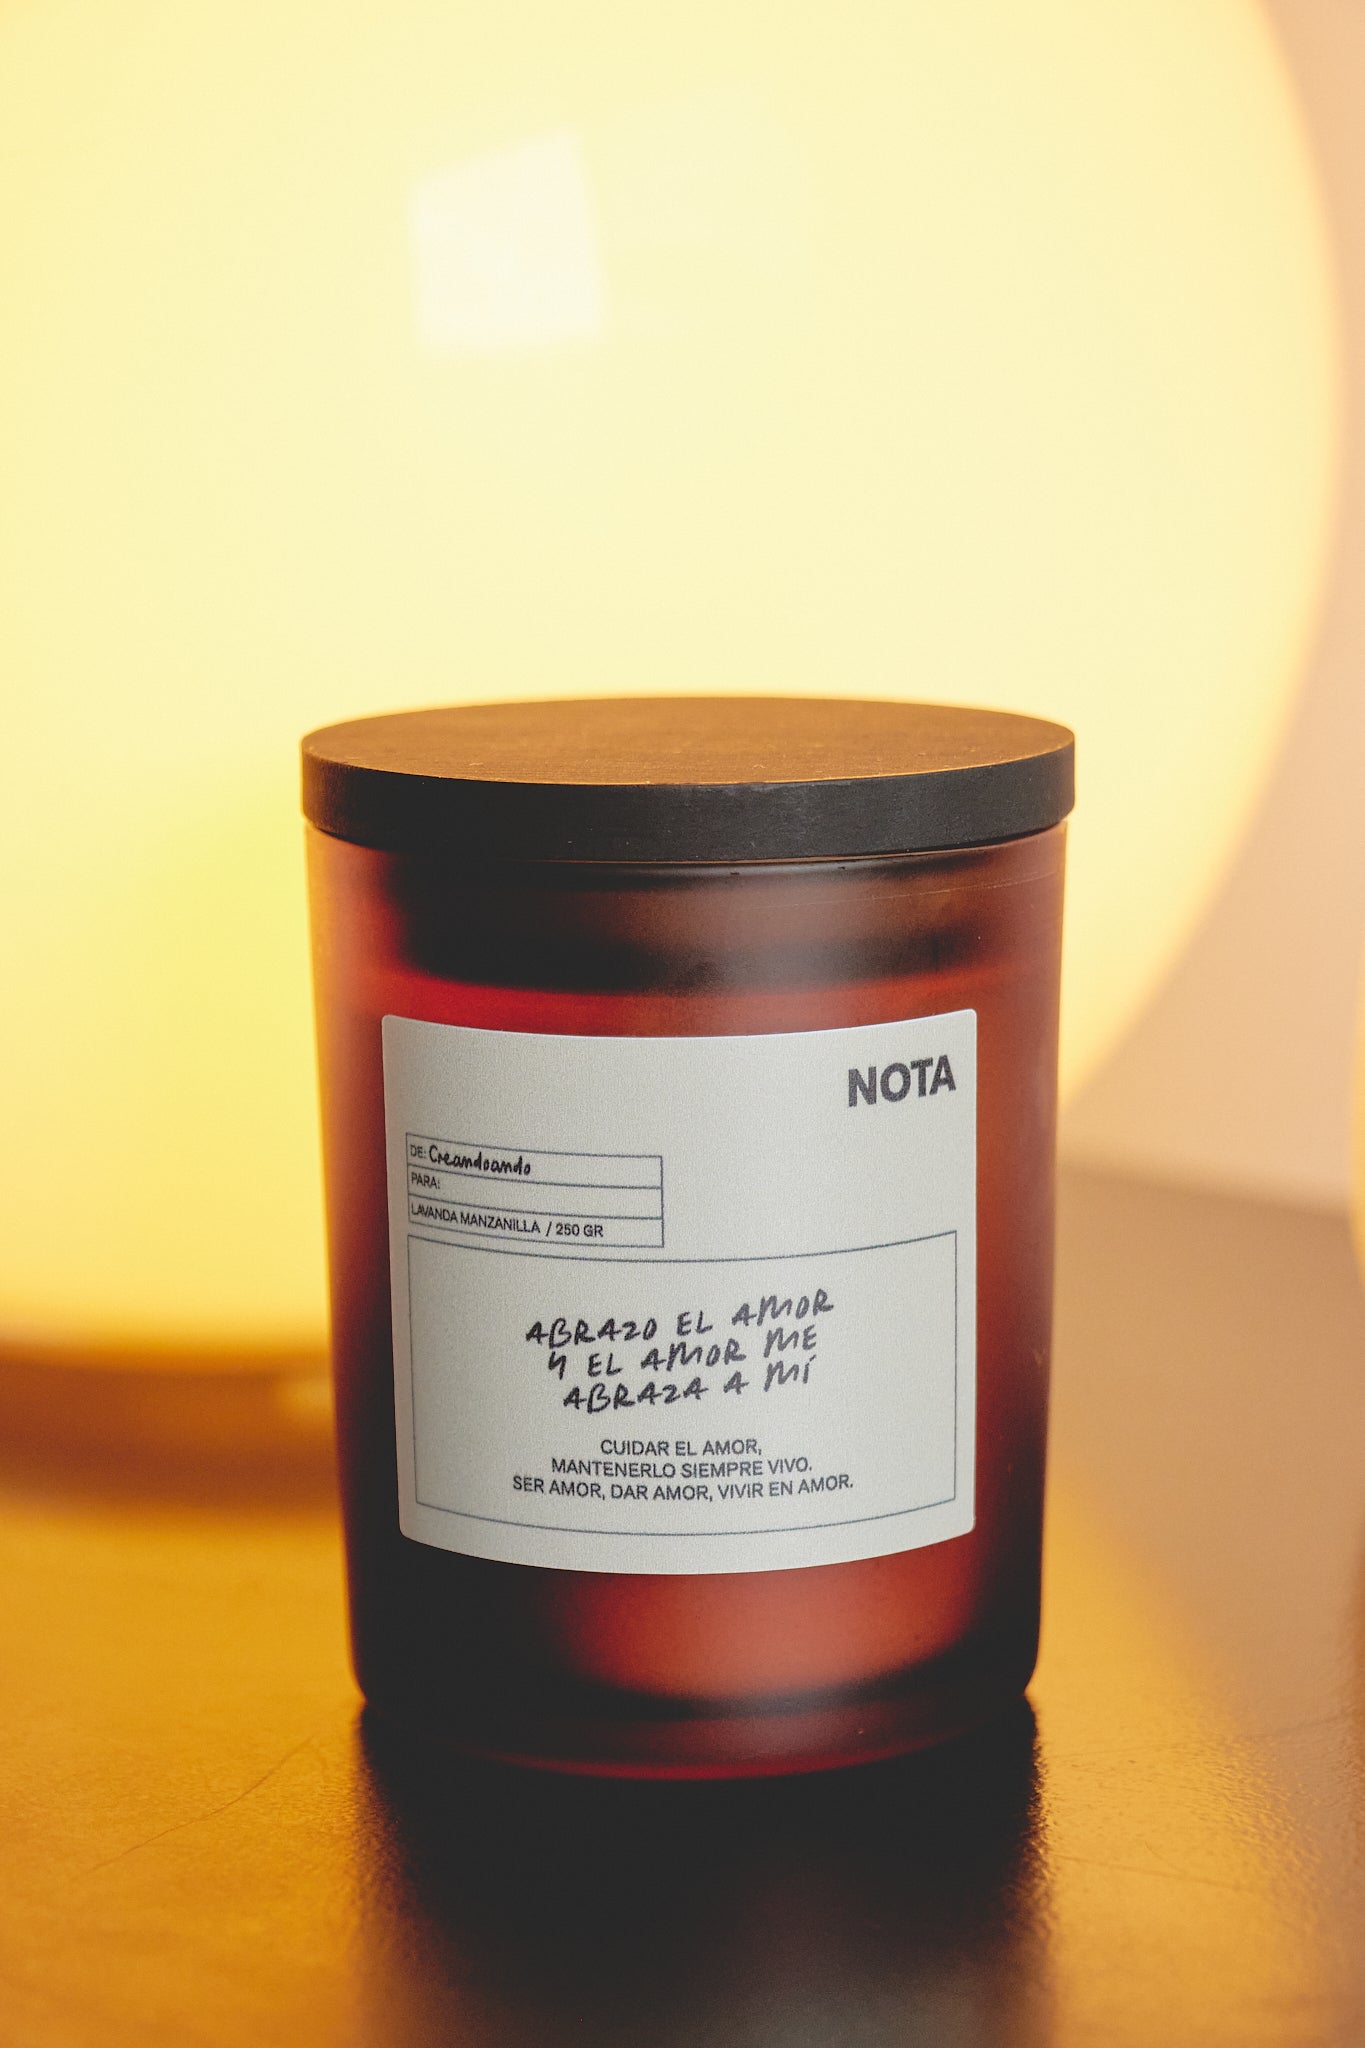 NOTA
DE: Creandoando
PARA:
LAVANDA MANZANILLA / 250 GR
ABRAZO EL AMOR
Y EL AMOR ME
ABRAZA A MÍ
CUIDAR EL AMOR,
MANTENERLO SIEMPRE VIVO.
SER AMOR, DAR AMOR, VIVIR EN AMOR.